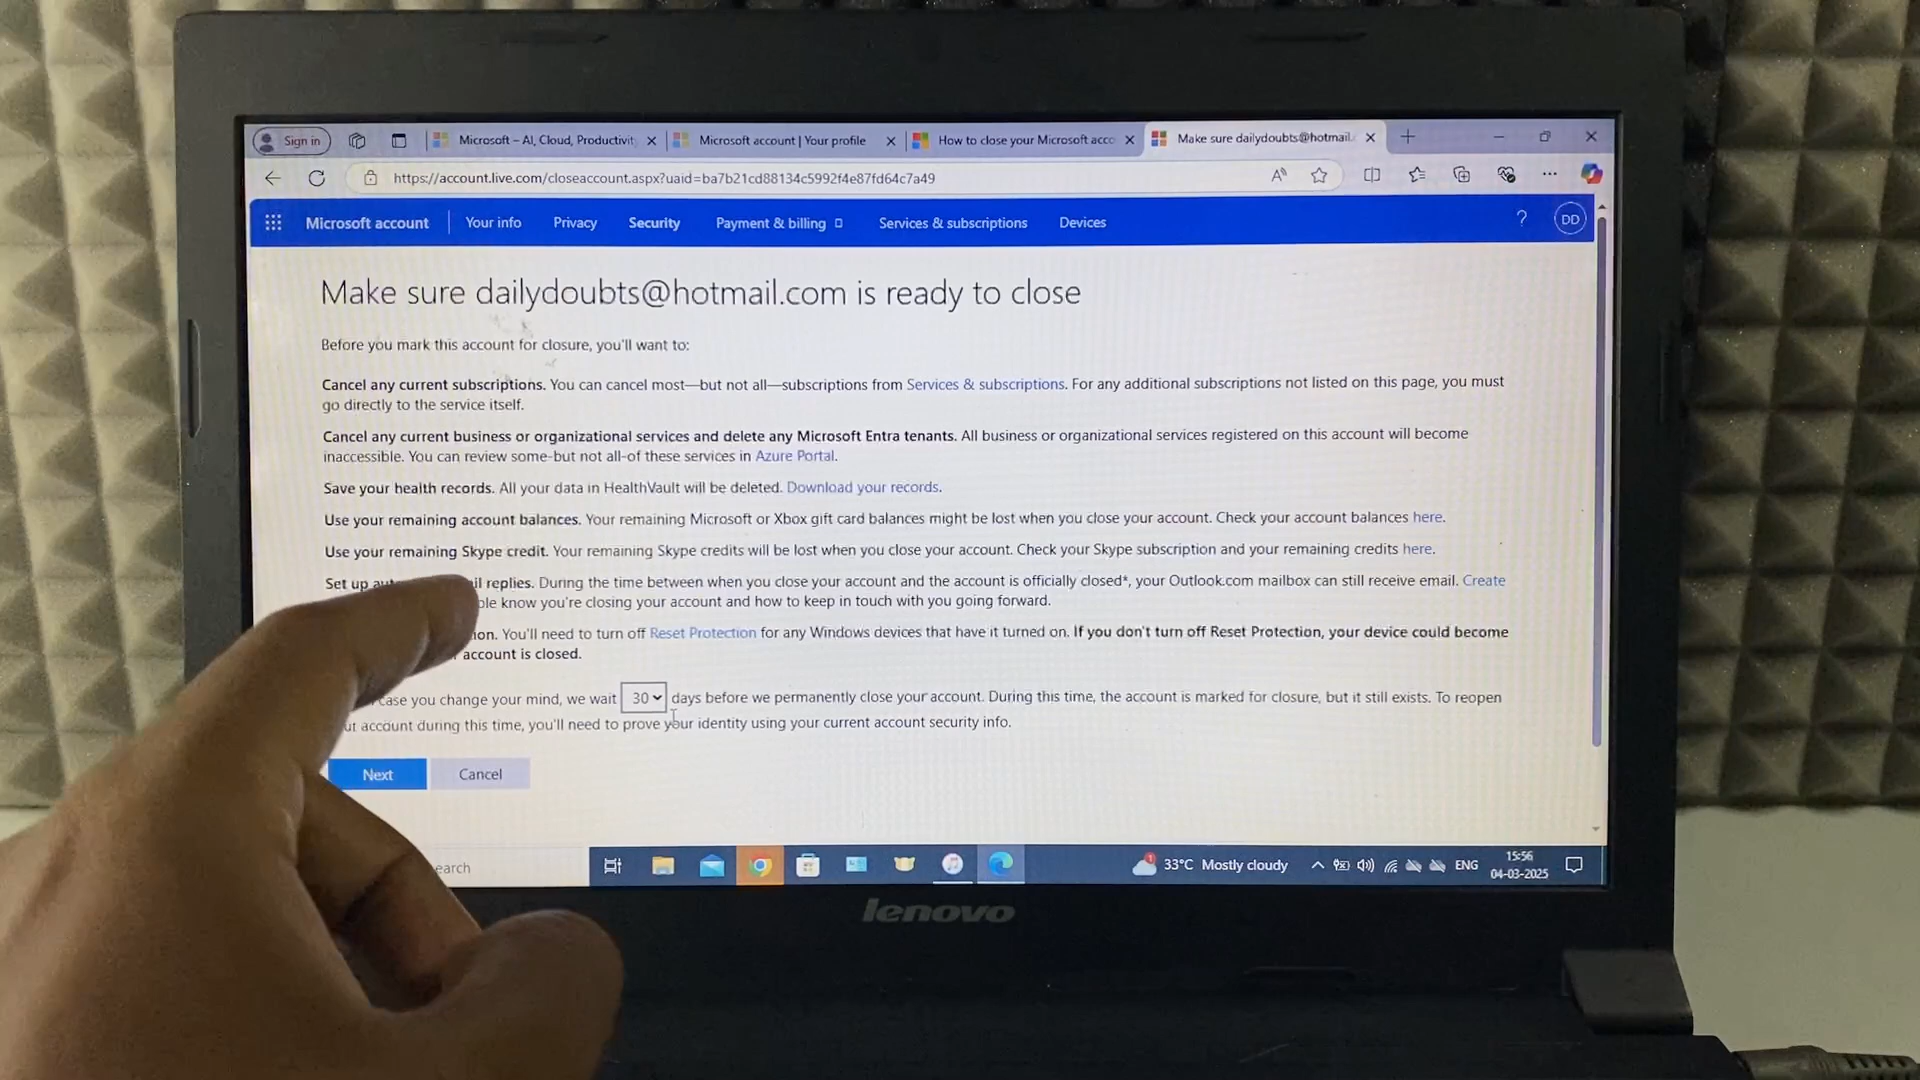 Sign in
Microsoft – AI, Cloud, Productivit
Microsoft account | Your profile
How to close your Microsoft acco
Make sure dailydoubts@hotmail.
https://account.live.com/closeaccount.aspx?uaid=ba7b21cd88134c5992f4e87fd64c7a49
Microsoft account
Your info
Privacy
Security
Payment & billing
Services & subscriptions
Devices
?
DD
Make sure dailydoubts@hotmail.com is ready to close
Before you mark this account for closure, you'll want to:
Cancel any current subscriptions. You can cancel most—but not all—subscriptions from Services & subscriptions. For any additional subscriptions not listed on this page, you must
go directly to the service itself.
Cancel any current business or organizational services and delete any Microsoft Entra tenants. All business or organizational services registered on this account will become
inaccessible. You can review some-but not all-of these services in Azure Portal.
Save your health records. All your data in HealthVault will be deleted. Download your records.
Use your remaining account balances. Your remaining Microsoft or Xbox gift card balances might be lost when you close your account. Check your account balances here.
Use your remaining Skype credit. Your remaining Skype credits will be lost when you close your account. Check your Skype subscription and your remaining credits here.
Set up replies. During the time between when you close your account and the account is officially closed*, your Outlook.com mailbox can still receive email. Create
know you're closing your account and how to keep in touch with you going forward.
You'll need to turn off Reset Protection for any Windows devices that have it turned on. If you don't turn off Reset Protection, your device could become
account is closed.
case you change your mind, we wait 30 days before we permanently close your account. During this time, the account is marked for closure, but it still exists. To reopen
account during this time, you'll need to prove your identity using your current account security info.
Next
Cancel
earch
33°C Mostly cloudy
ENG
15:56
04-03-2025
lenovo